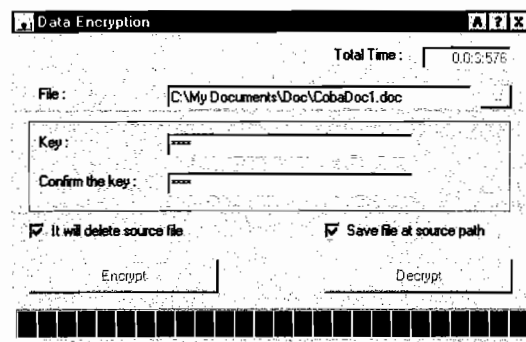 Data Encryption A ? X
Total Time : 0:0:3:576
File : C:\My Documents\Doc\CobaDoc1.doc ..
Key : ****
Confirm the key : ****
It will delete source file Save file at source path
Encrypt Decrypt